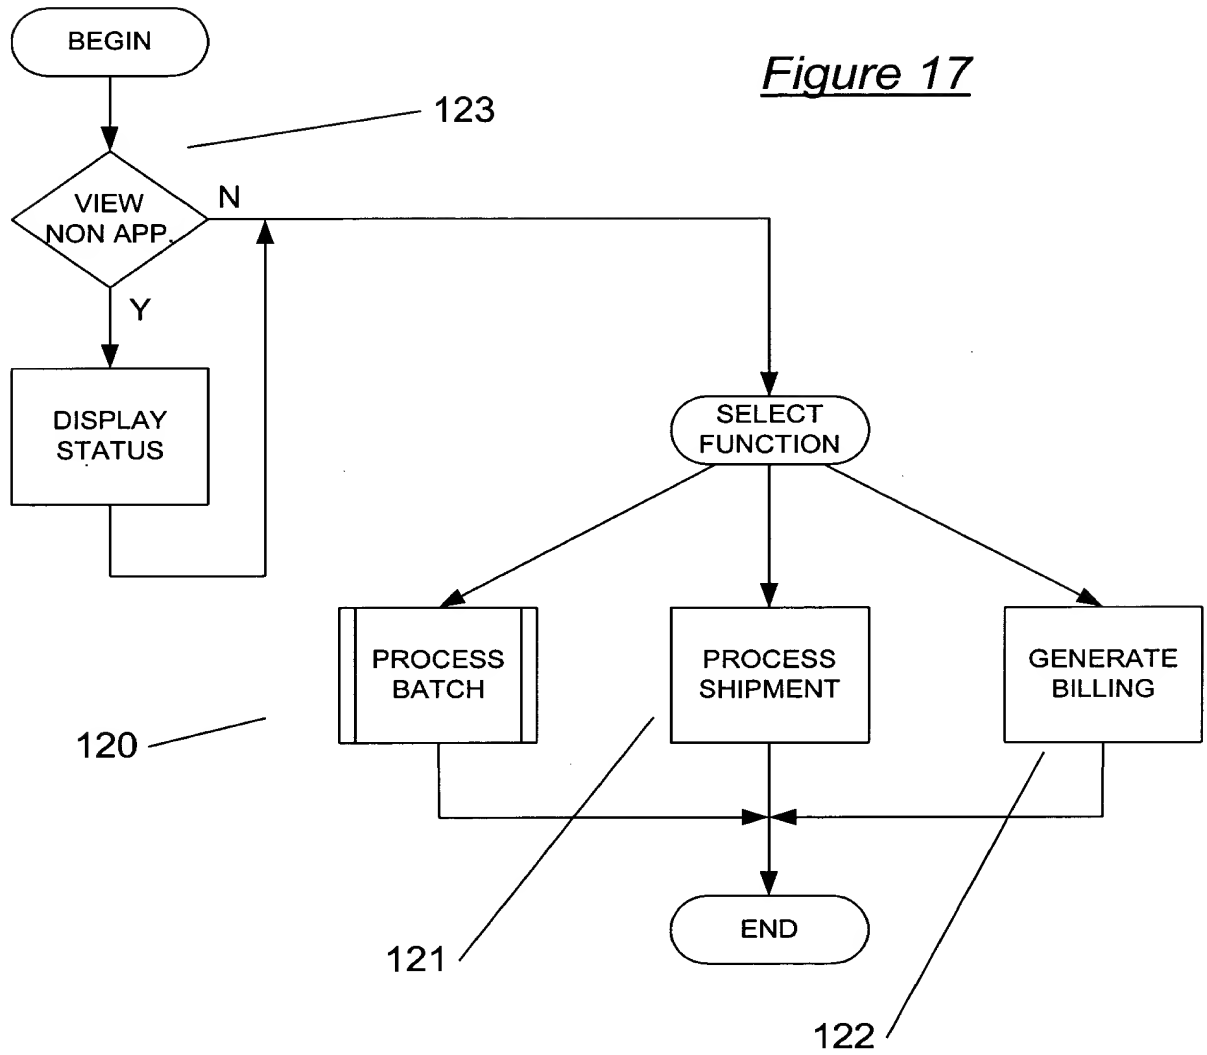 BEGIN
Figure 17
123
VIEW
NON APP.
N
Y
DISPLAY
STATUS
SELECT
FUNCTION
PROCESS
BATCH
PROCESS
SHIPMENT
GENERATE
BILLING
120
121
END
122